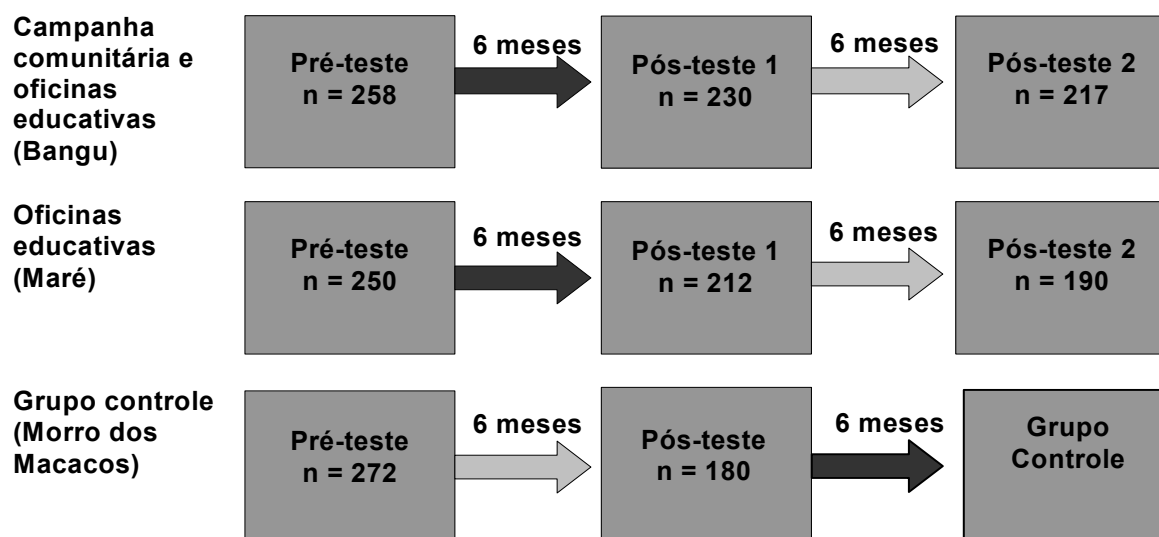 Campanha
comunitária e
oficinas
educativas
(Bangu)
Pré-teste
n = 258
6 meses
Pós-teste 1
n = 230
6 meses
Pós-teste 2
n = 217
Oficinas
educativas
(Maré)
Pré-teste
n = 250
6 meses
Pós-teste 1
n = 212
6 meses
Pós-teste 2
n = 190
Grupo controle
(Morro dos
Macacos)
Pré-teste
n = 272
6 meses
Pós-teste
n = 180
6 meses
Grupo
Controle